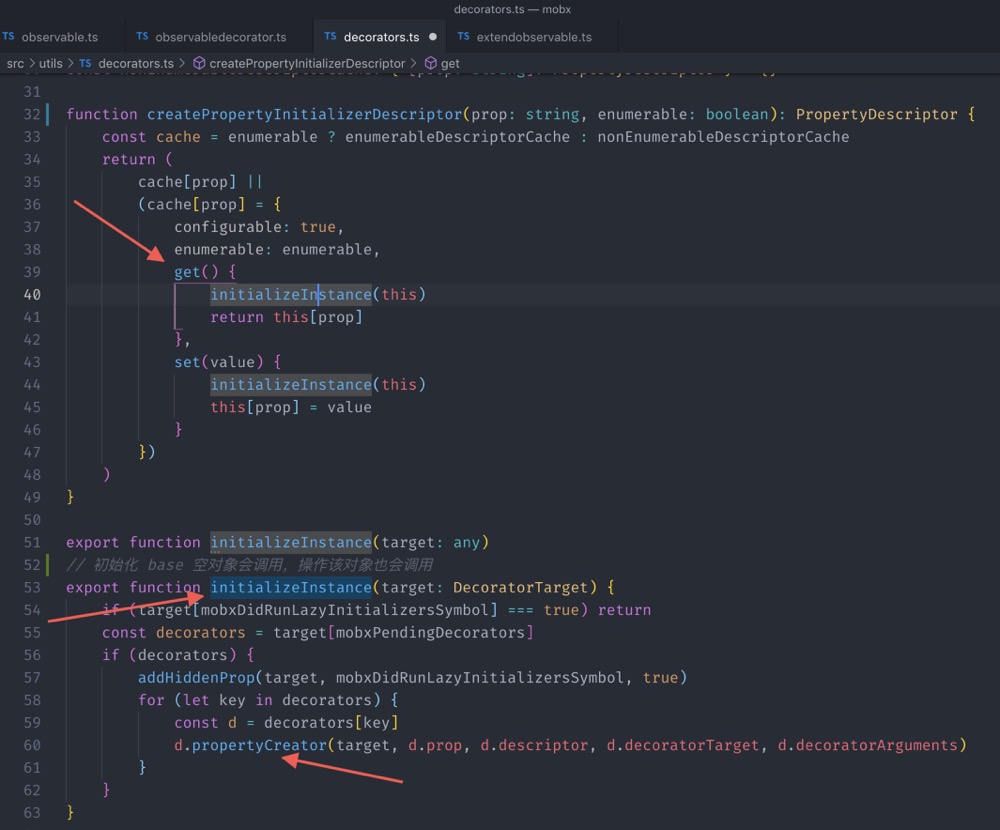 decorators.ts — mobx
TS observable.ts TS observabledecorator.ts TS decorators.ts ● TS extendobservable.ts
src › utils › TS decorators.ts › createPropertyInitializerDescriptor › get
31
32 function createPropertyInitializerDescriptor(prop: string, enumerable: boolean): PropertyDescriptor {
33 const cache = enumerable ? enumerableDescriptorCache : nonEnumerableDescriptorCache
34 return (
35 cache[prop] ||
36 (cache[prop] = {
37 configurable: true,
38 enumerable: enumerable,
39 get() {
40 initializeInstance(this)
41 return this[prop]
42 },
43 set(value) {
44 initializeInstance(this)
45 this[prop] = value
46 }
47 })
48 )
49 }
50
51 export function initializeInstance(target: any)
52 // 初始化 base 空对象会调用，操作该对象也会调用
53 export function initializeInstance(target: DecoratorTarget) {
54 if (target[mobxDidRunLazyInitializersSymbol] === true) return
55 const decorators = target[mobxPendingDecorators]
56 if (decorators) {
57 addHiddenProp(target, mobxDidRunLazyInitializersSymbol, true)
58 for (let key in decorators) {
59 const d = decorators[key]
60 d.propertyCreator(target, d.prop, d.descriptor, d.decoratorTarget, d.decoratorArguments)
61 }
62 }
63 }